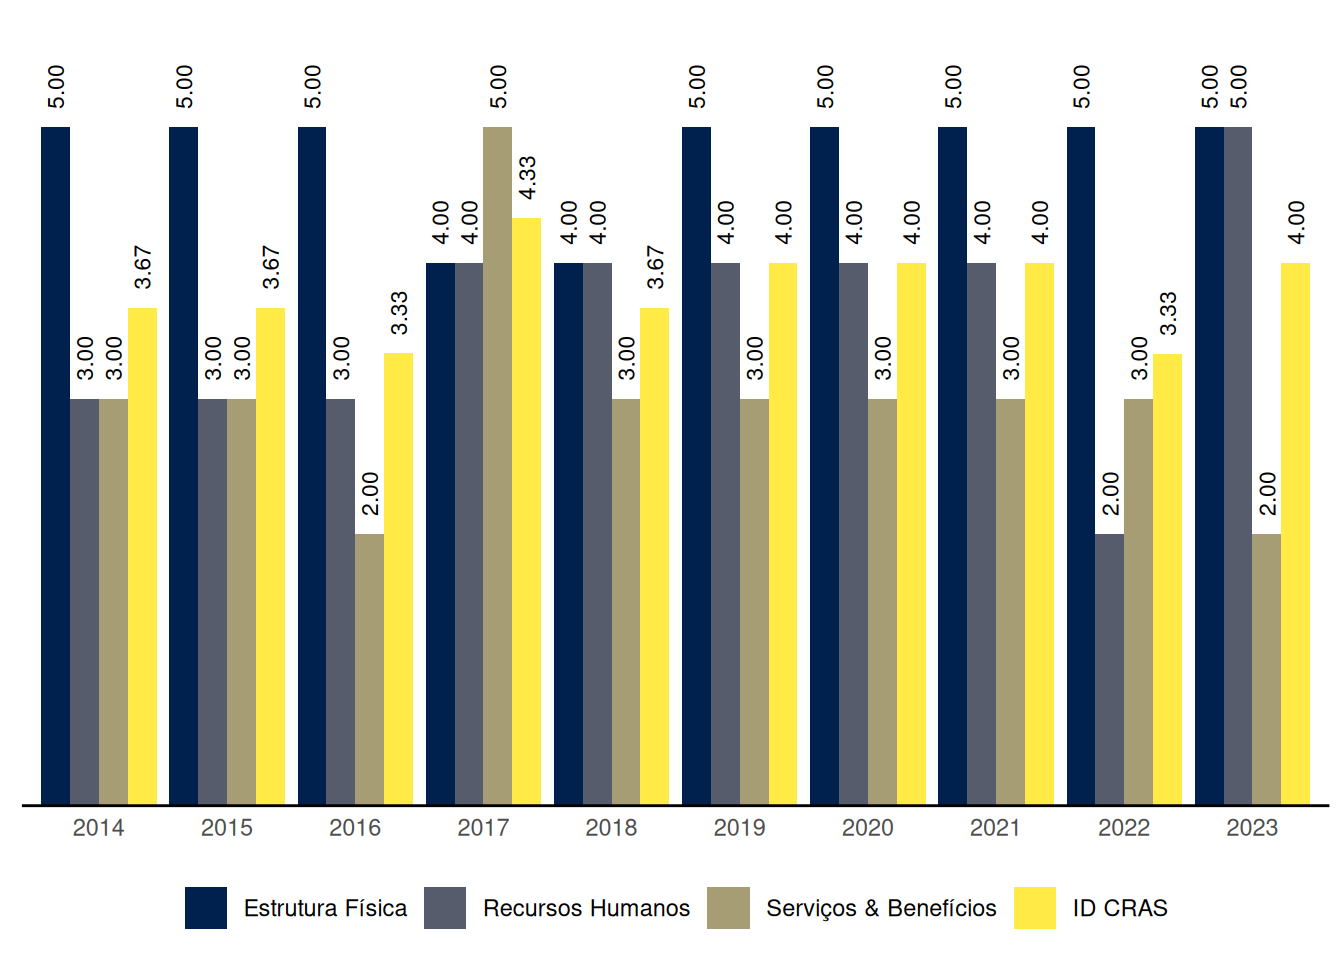 5.00 3.00 3.00 3.67 5.00 3.00 3.00 3.67 5.00 3.00 2.00 3.33 4.00 4.00 5.00 4.33 4.00 4.00 3.00 3.67 5.00 4.00 3.00 4.00 5.00 4.00 3.00 4.00 5.00 4.00 3.00 4.00 5.00 2.00 3.00 3.33 5.00 5.00 2.00 4.00
2014 2015 2016 2017 2018 2019 2020 2021 2022 2023
Estrutura Física Recursos Humanos Serviços & Benefícios ID CRAS